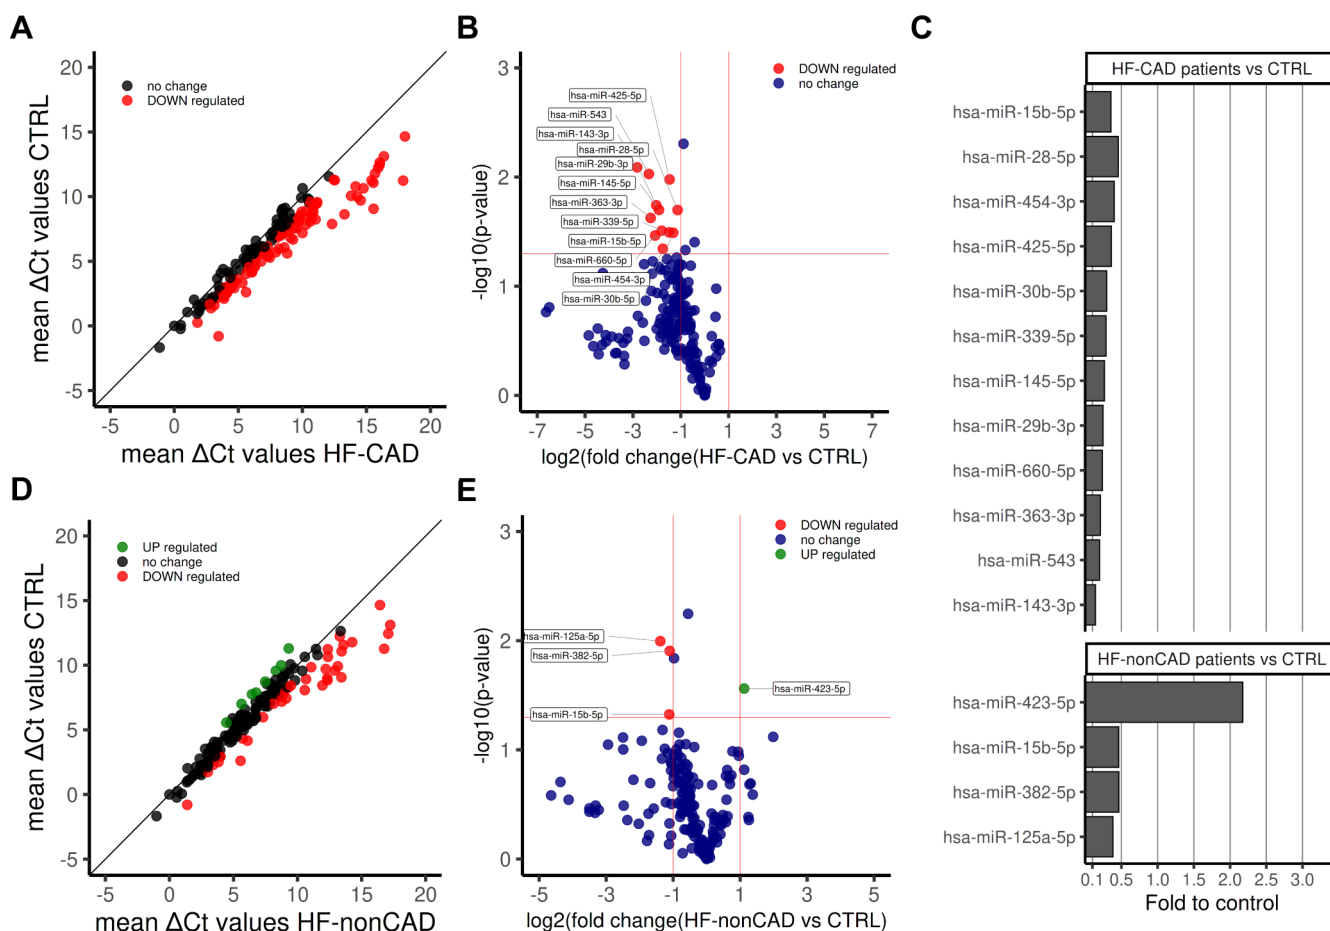 A
mean ΔCt values CTRL
20
15
10
5
0
-5
no change
DOWN regulated
-5 0 5 10 15 20
mean ΔCt values HF-CAD
B
-log10(p-value)
3
2
1
0
DOWN regulated
no change
hsa-miR-425-5p
hsa-miR-543
hsa-miR-143-3p
hsa-miR-28-5p
hsa-miR-29b-3p
hsa-miR-145-5p
hsa-miR-363-3p
hsa-miR-339-5p
hsa-miR-15b-5p
hsa-miR-660-5p
hsa-miR-454-3p
hsa-miR-30b-5p
-7 -5 -3 -1 1 3 5 7
log2(fold change(HF-CAD vs CTRL)
C
HF-CAD patients vs CTRL
hsa-miR-15b-5p
hsa-miR-28-5p
hsa-miR-454-3p
hsa-miR-425-5p
hsa-miR-30b-5p
hsa-miR-339-5p
hsa-miR-145-5p
hsa-miR-29b-3p
hsa-miR-660-5p
hsa-miR-363-3p
hsa-miR-543
hsa-miR-143-3p
HF-nonCAD patients vs CTRL
hsa-miR-423-5p
hsa-miR-15b-5p
hsa-miR-382-5p
hsa-miR-125a-5p
0.1 0.5 1.0 1.5 2.0 2.5 3.0
Fold to control
D
mean ΔCt values CTRL
20
15
10
5
0
-5
UP regulated
no change
DOWN regulated
-5 0 5 10 15 20
mean ΔCt values HF-nonCAD
E
-log10(p-value)
3
2
1
0
DOWN regulated
no change
UP regulated
hsa-miR-125a-5p
hsa-miR-382-5p
hsa-miR-423-5p
hsa-miR-15b-5p
-5 -3 -1 1 3 5
log2(fold change(HF-nonCAD vs CTRL)